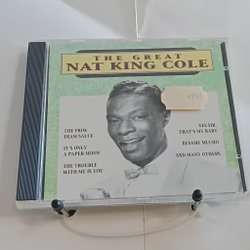 THE GREAT
NAT KING COLE
THE FRIM
FRAM SAUCE
IT'S ONLY
A PAPER MOON
THE TROUBLE
WITH ME IS YOU
YES SIR,
THAT'S MY BABY
BESAME MUCHO
AND MANY OTHERS